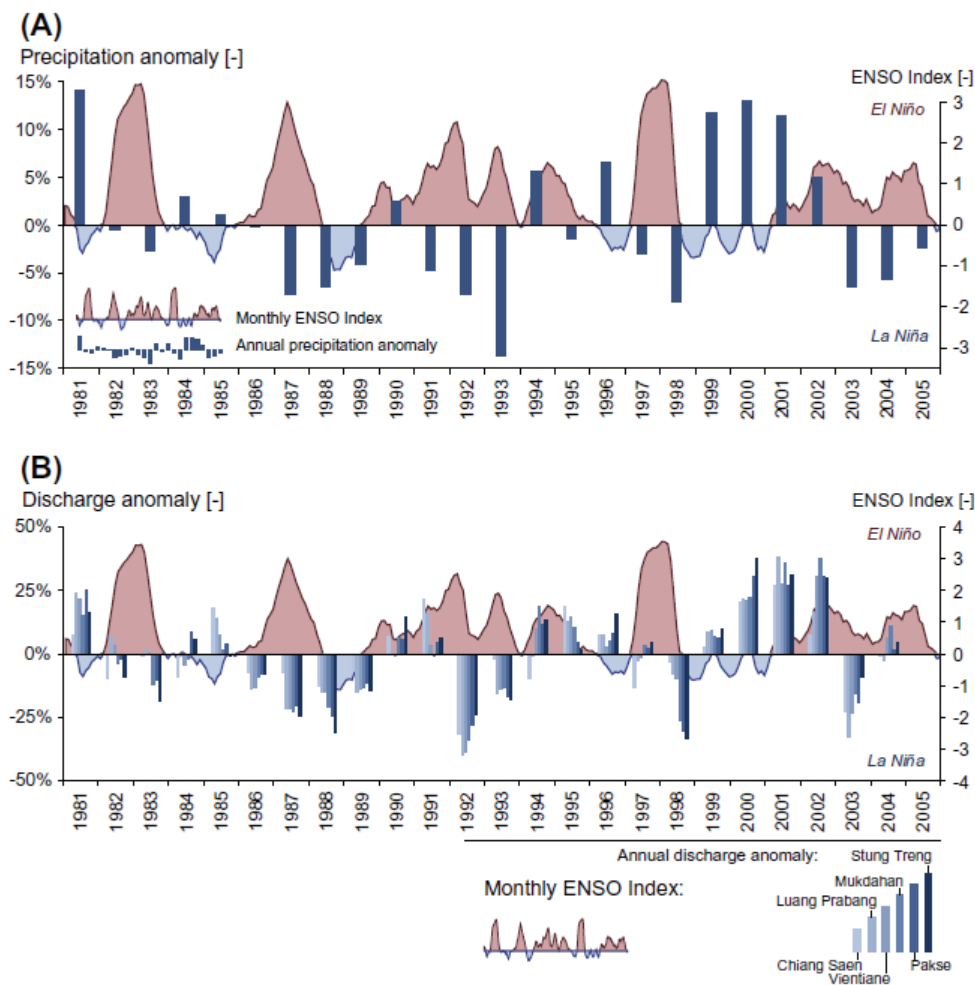 (A)
Precipitation anomaly [-]
ENSO Index [-]
15%
10%
5%
0%
-5%
-10%
-15%
3
2
1
0
-1
-2
-3
El Niño
La Niña
Monthly ENSO Index
Annual precipitation anomaly
1981 1982 1983 1984 1985 1986 1987 1988 1989 1990 1991 1992 1993 1994 1995 1996 1997 1998 1999 2000 2001 2002 2003 2004 2005
(B)
Discharge anomaly [-]
ENSO Index [-]
50%
25%
0%
-25%
-50%
4
3
2
1
0
-1
-2
-3
-4
El Niño
La Niña
1981 1982 1983 1984 1985 1986 1987 1988 1989 1990 1991 1992 1993 1994 1995 1996 1997 1998 1999 2000 2001 2002 2003 2004 2005
Annual discharge anomaly:
Stung Treng
Mukdahan
Monthly ENSO Index:
Luang Prabang
Chiang Saen
Pakse
Vientiane